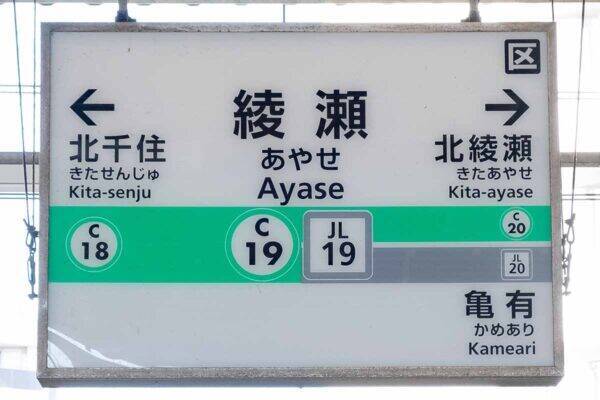 区
綾瀬
あやせ
Ayase
←
北千住
きたせんじゅ
Kita-senju
→
北綾瀬
きたあやせ
Kita-ayase
C
18
C
19
JL
19
C
20
JL
20
亀有
かめあり
Kameari